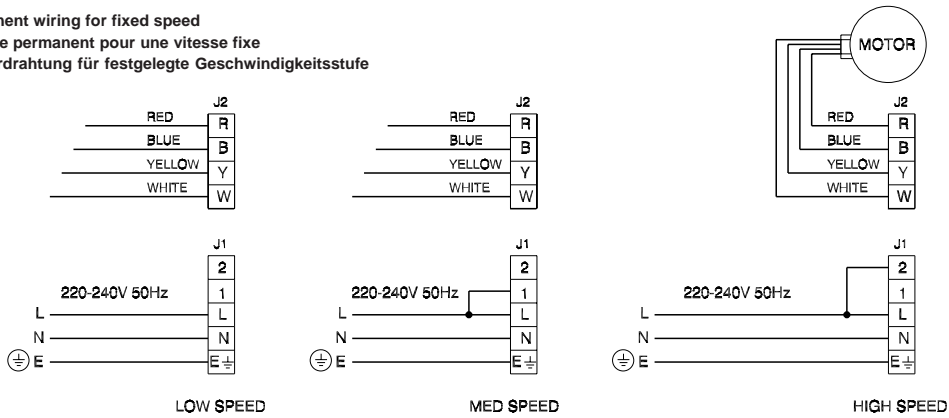 nent wiring for fixed speed
e permanent pour une vitesse fixe
rdrahtung für festgelegte Geschwindigkeitsstufe
MOTOR
J2
RED R
BLUE B
YELLOW Y
WHITE W
J2
RED R
BLUE B
YELLOW Y
WHITE W
J2
RED R
BLUE B
YELLOW Y
WHITE W
J1
2
220-240V 50Hz 1
L L
N N
E E
LOW SPEED
J1
2
220-240V 50Hz 1
L L
N N
E E
MED SPEED
J1
2
220-240V 50Hz 1
L L
N N
E E
HIGH SPEED